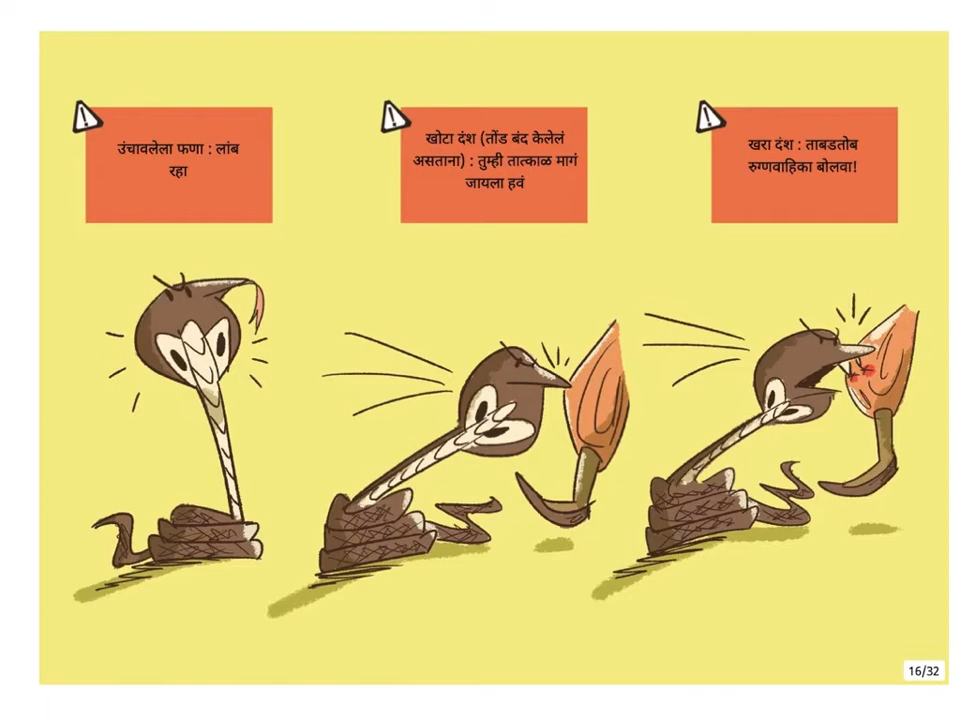 उंचावलेला फणा : लांब
रहा
खोटा दंश (तोंड बंद केलेलं
असताना) : तुम्ही तात्काळ मागं
जायला हवं
खरा दंश : ताबडतोब
रुग्णवाहिका बोलवा!
16/32